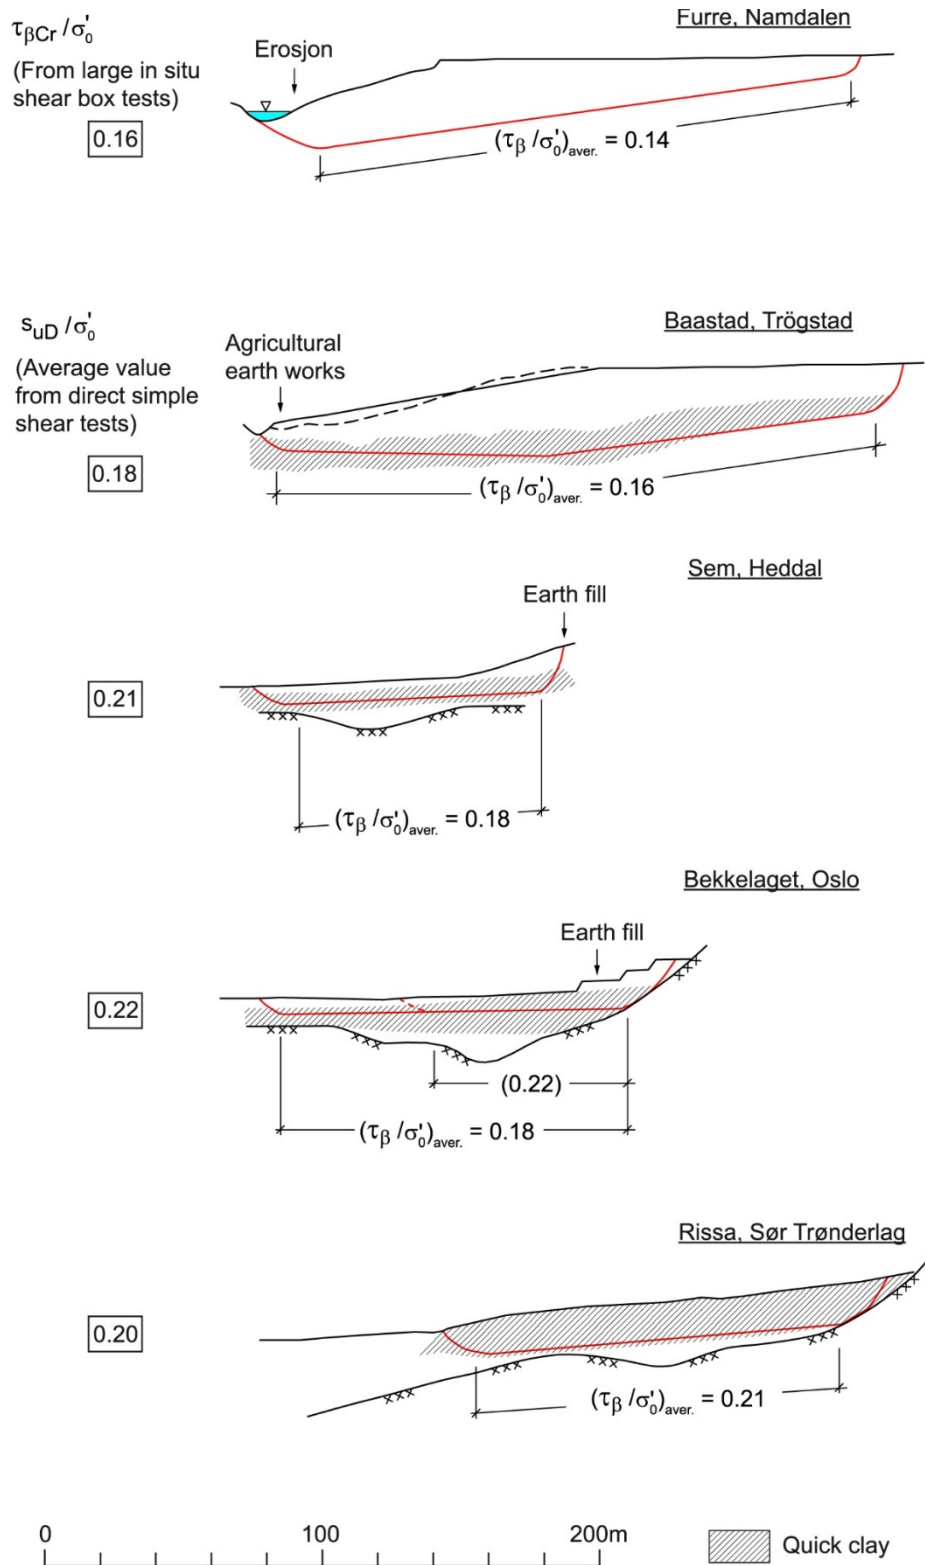 Furre, Namdalen
τβCr /σ'0
(From large in situ
shear box tests)
0.16
Erosjon
(τβ /σ'0)aver. = 0.14
Baastad, Trögstad
suD /σ'0
(Average value
from direct simple
shear tests)
0.18
Agricultural
earth works
(τβ /σ'0)aver. = 0.16
Sem, Heddal
Earth fill
0.21
(τβ /σ'0)aver. = 0.18
Bekkelaget, Oslo
Earth fill
0.22
(0.22)
(τβ /σ'0)aver. = 0.18
Rissa, Sør Trønderlag
0.20
(τβ /σ'0)aver. = 0.21
0 100 200m
Quick clay